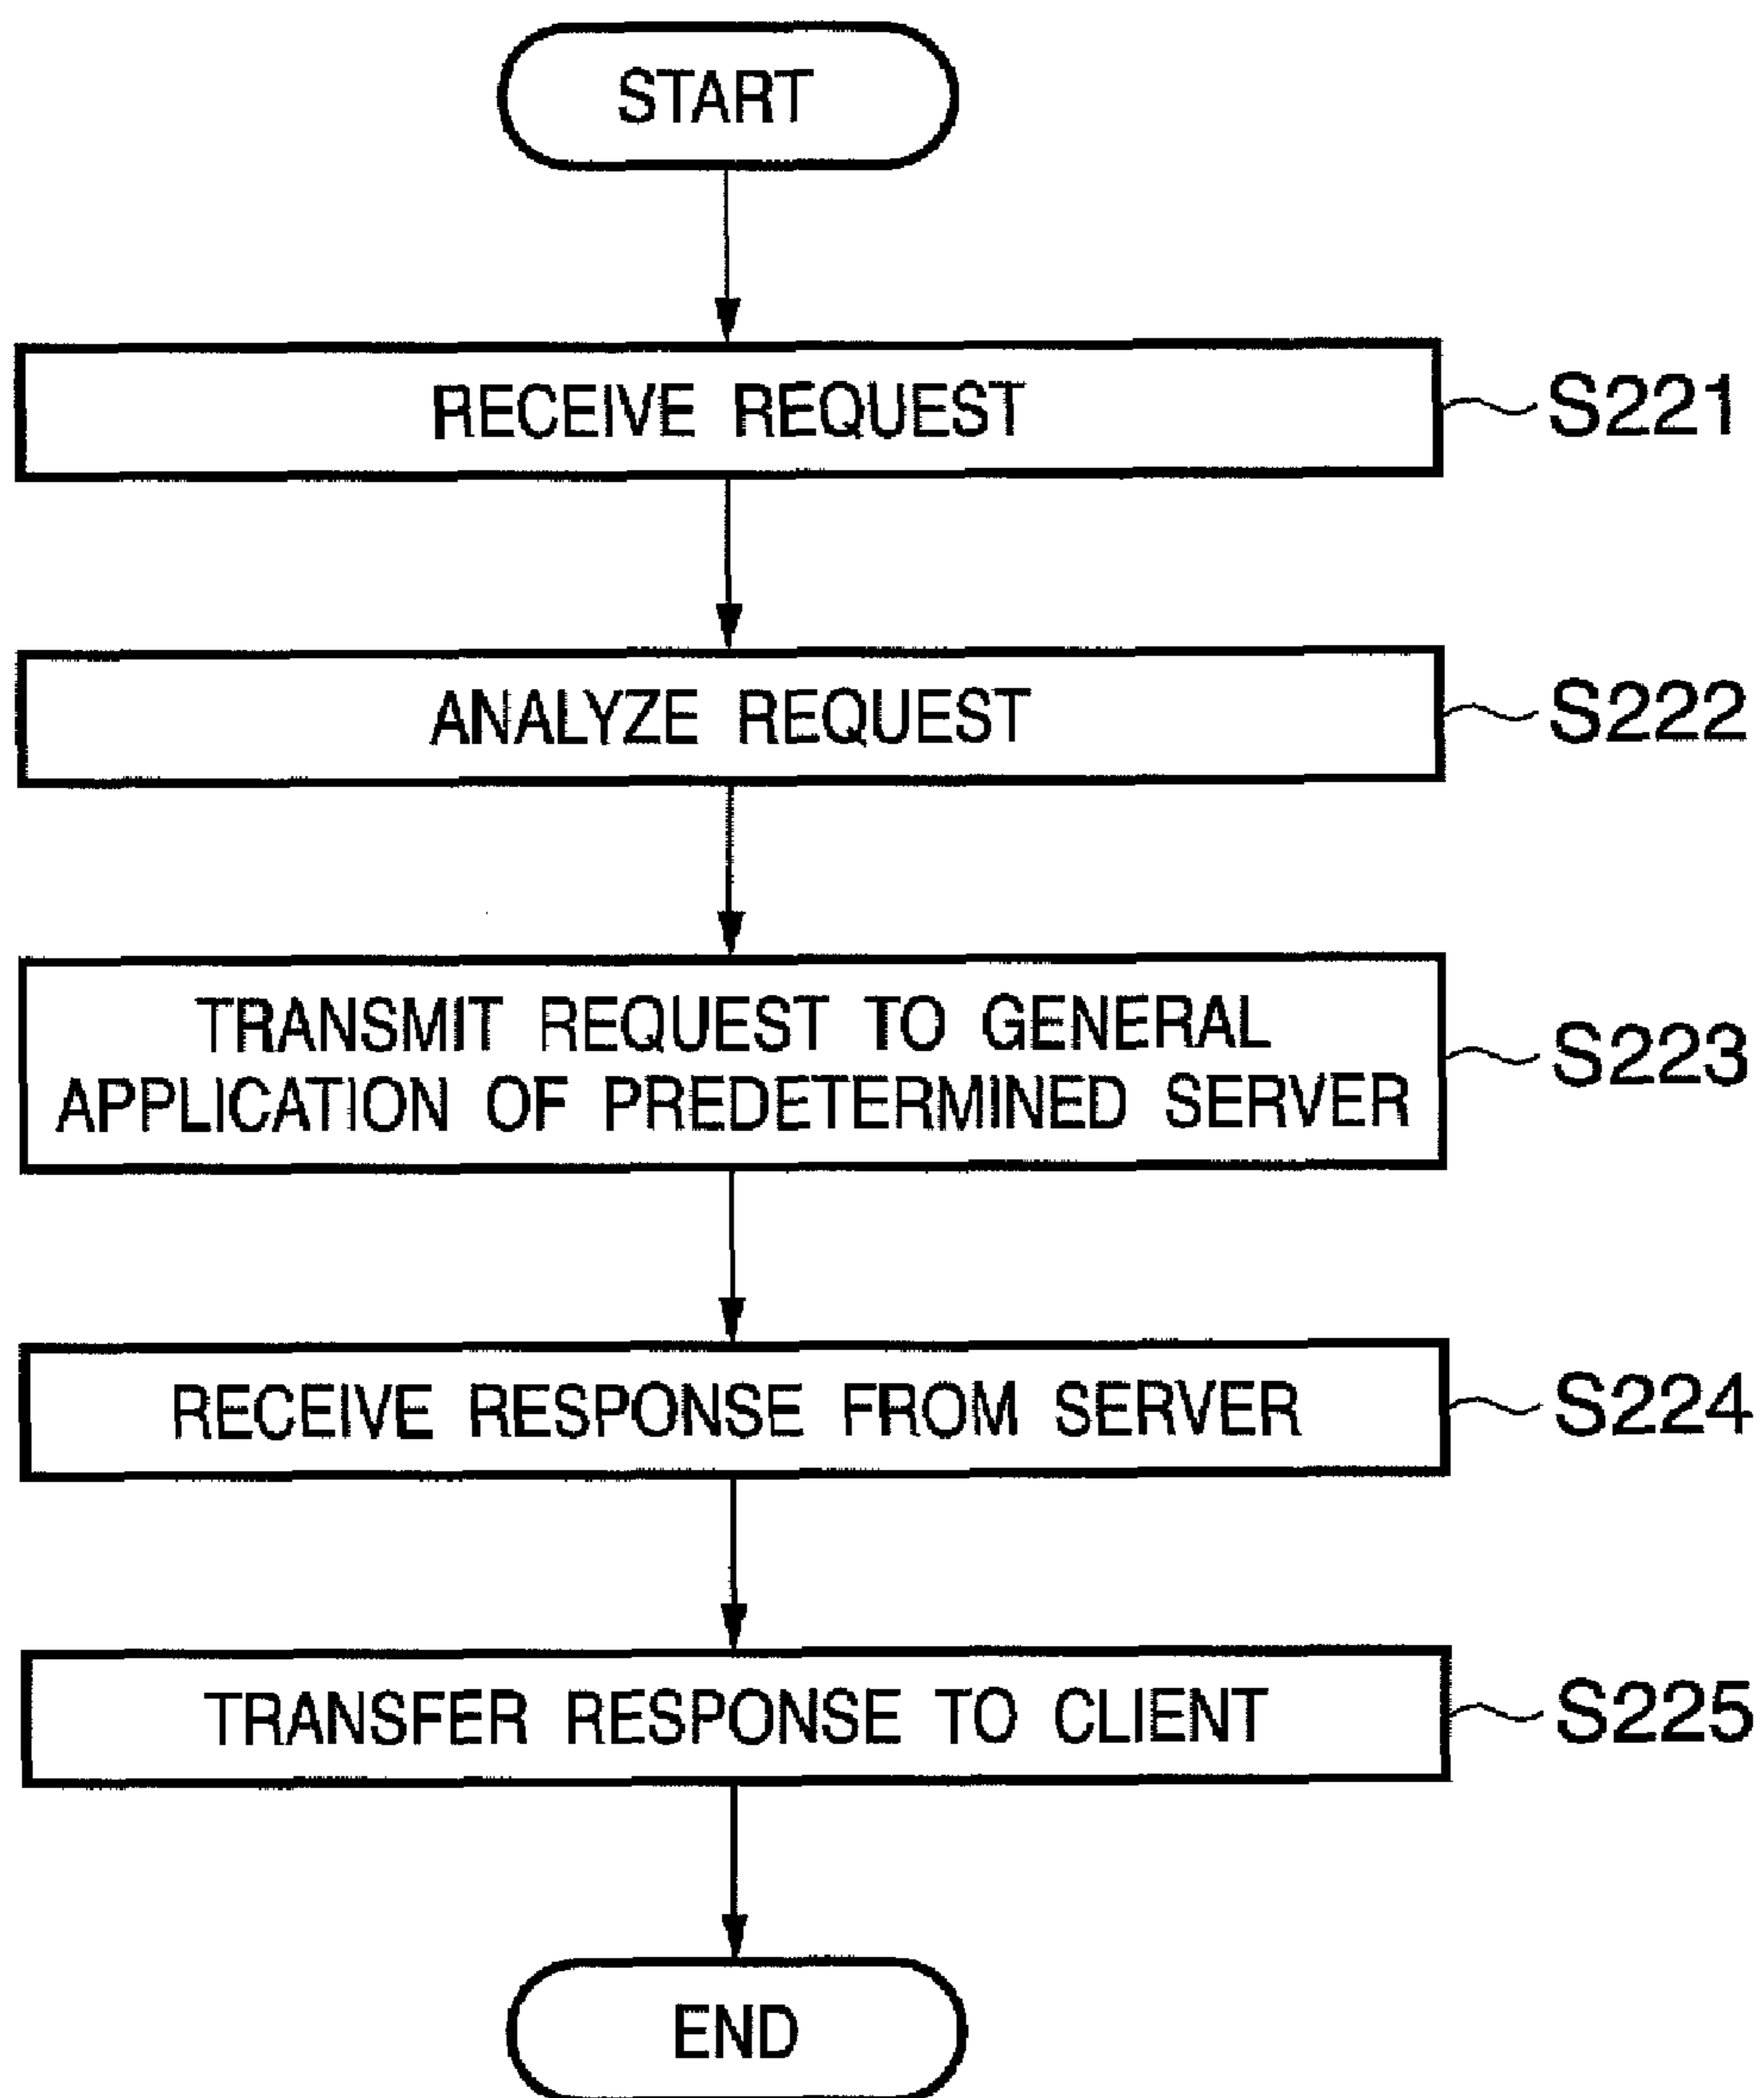 START
RECEIVE REQUEST
S221
ANALYZE REQUEST
S222
TRANSMIT REQUEST TO GENERAL
APPLICATION OF PREDETERMINED SERVER
S223
RECEIVE RESPONSE FROM SERVER
S224
TRANSFER RESPONSE TO CLIENT
S225
END